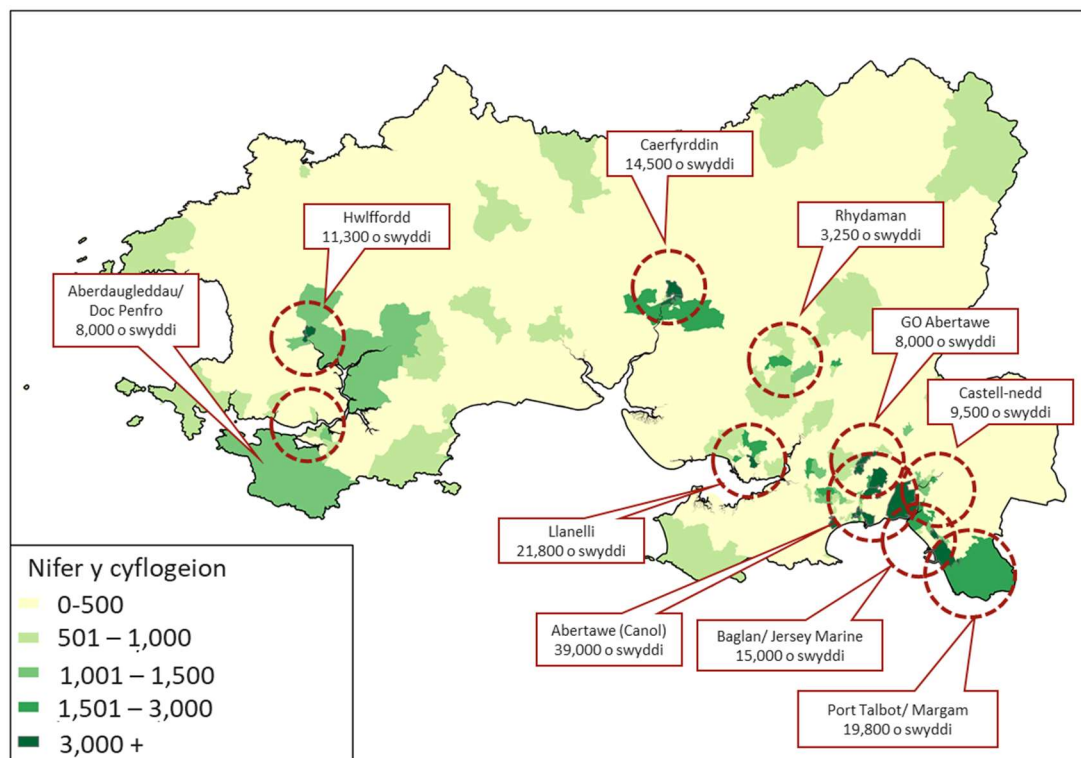 Caerfyrddin
14,500 o swyddi
Hwlffordd
11,300 o swyddi
Rhydaman
3,250 o swyddi
Aberdaugleddau/
Doc Penfro
8,000 o swyddi
GO Abertawe
8,000 o swyddi
Castell-nedd
9,500 o swyddi
Llanelli
21,800 o swyddi
Abertawe (Canol)
39,000 o swyddi
Baglan/ Jersey Marine
15,000 o swyddi
Port Talbot/ Margam
19,800 o swyddi
Nifer y cyflogeion
0-500
501 – 1,000
1,001 – 1,500
1,501 – 3,000
3,000 +